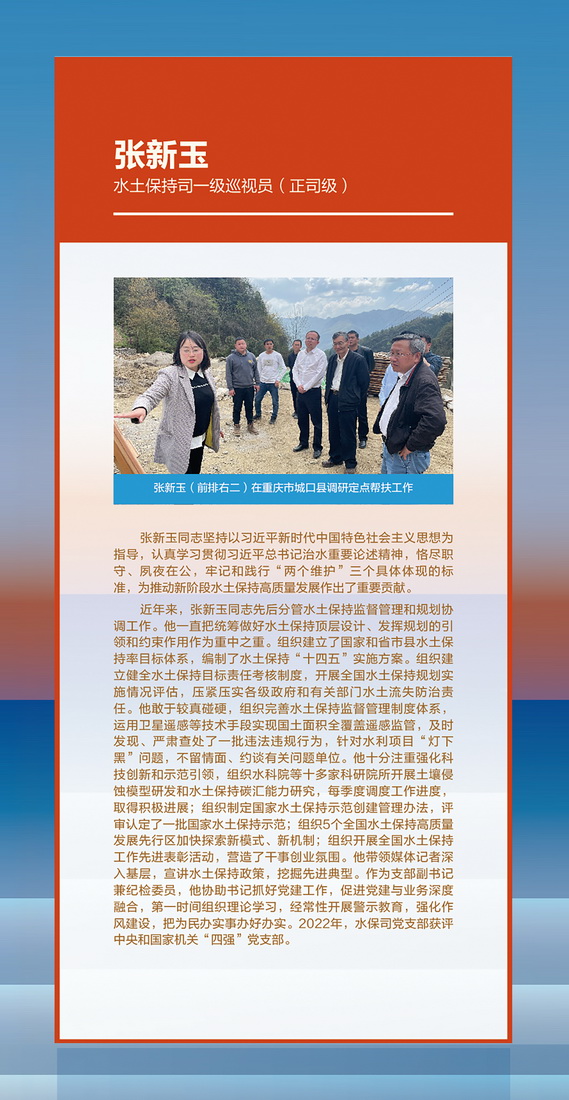 张新玉
水土保持司一级巡视员（正司级）
张新玉（前排右二）在重庆市城口县调研定点帮扶工作
张新玉同志坚持以习近平新时代中国特色社会主义思想为
指导，认真学习贯彻习近平总书记治水重要论述精神，恪尽职
守、夙夜在公，牢记和践行“两个维护”三个具体体现的标
准，为推动新阶段水土保持高质量发展作出了重要贡献。
近年来，张新玉同志先后分管水土保持监督管理和规划协
调工作。他一直把统筹做好水土保持顶层设计、发挥规划的引
领和约束作用作为重中之重。组织建立了国家和省市县水土保
持率目标体系，编制了水土保持“十四五”实施方案。组织建
立健全水土保持目标责任考核制度，开展全国水土保持规划实
施情况评估，压紧压实各级政府和有关部门水土流失防治责
任。他敢于较真碰硬，组织完善水土保持监督管理制度体系，
运用卫星遥感等技术手段实现国土面积全覆盖遥感监管，及时
发现、严肃查处了一批违法违规行为，针对水利项目“灯下
黑”问题，不留情面、约谈有关问题单位。他十分注重强化科
技创新和示范引领，组织水科院等十多家科研院所开展土壤侵
蚀模型研发和水土保持碳汇能力研究，每季度调度工作进度，
取得积极进展；组织制定国家水土保持示范创建管理办法，评
审认定了一批国家水土保持示范；组织5个全国水土保持高质量
发展先行区加快探索新模式、新机制；组织开展全国水土保持
工作先进表彰活动，营造了干事创业氛围。他带领媒体记者深
入基层，宣讲水土保持政策，挖掘先进典型。作为支部副书记
兼纪检委员，他协助书记抓好党建工作，促进党建与业务深度
融合，第一时间组织理论学习，经常性开展警示教育，强化作
风建设，把为民办实事办好办实。2022年，水保司党支部获评
中央和国家机关“四强”党支部。